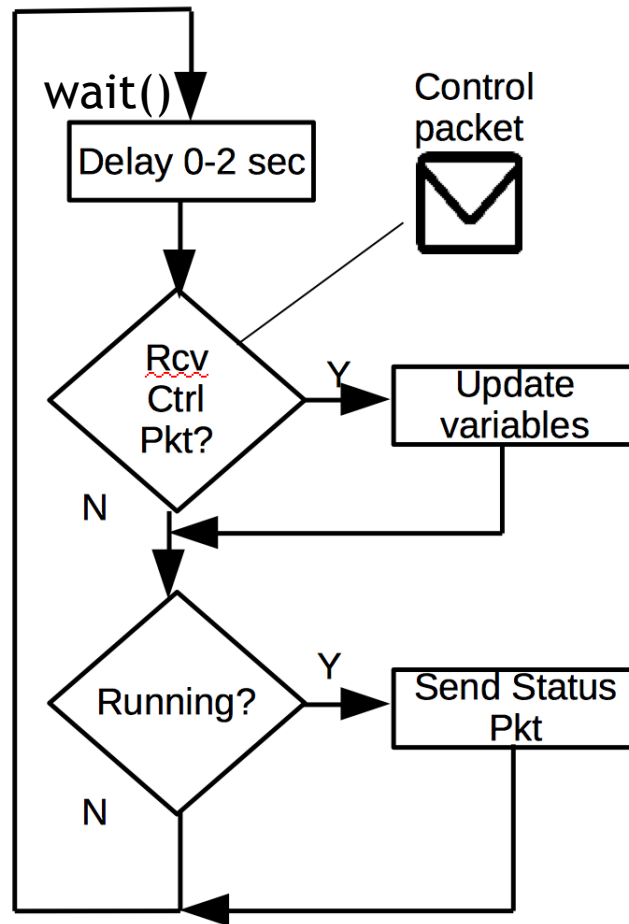 wait()
Delay 0-2 sec
Control
packet
Rcv
Ctrl
Pkt?
Y
Update
variables
N
Running?
Y
Send Status
Pkt
N